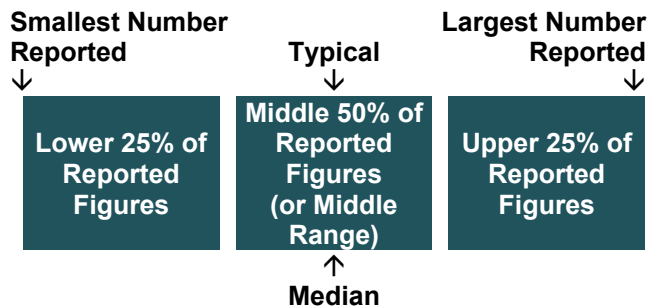 Smallest Number
Reported
↓
Typical
↓
Largest Number
Reported
↓
Lower 25% of
Reported
Figures
Middle 50% of
Reported
Figures
(or Middle
Range)
Upper 25% of
Reported
Figures
↑
Median